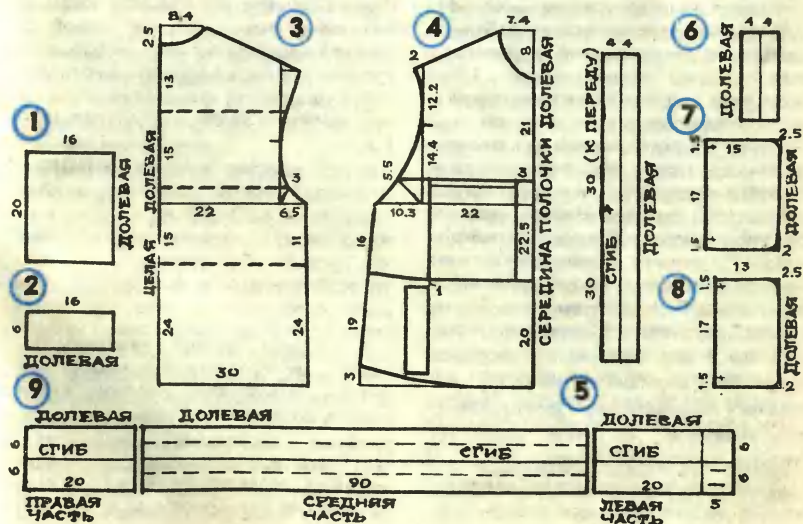 1
16
20
ДОЛЕВАЯ
2
16
6
ДОЛЕВАЯ
3
8.4
2.5
13
15
15
24
ЦЕЛАЯ ДОЛЕВАЯ
3
22
6.5
11
24
30
4
7.4
8
2
12.2
21
14.4
5.5
3
10.3
22
16
22.5
1
19
20
3
СЕРЕДИНА ПОЛОЧКИ ДОЛЕВАЯ
5
4 4
30 (К ПЕРЕДУ)
СГИБ
30
ДОЛЕВАЯ
6
4 4
ДОЛЕВАЯ
7
2.5
1.5
15
17
1.5
2
ДОЛЕВАЯ
8
13
2.5
1.5
17
1.5
2
ДОЛЕВАЯ
9
ДОЛЕВАЯ
6
СГИБ
6
20
ПРАВАЯ
ЧАСТЬ
ДОЛЕВАЯ
СГИБ
90
СРЕДНЯЯ
ЧАСТЬ
ДОЛЕВАЯ
СГИБ
6
6
20
5
ЛЕВАЯ
ЧАСТЬ